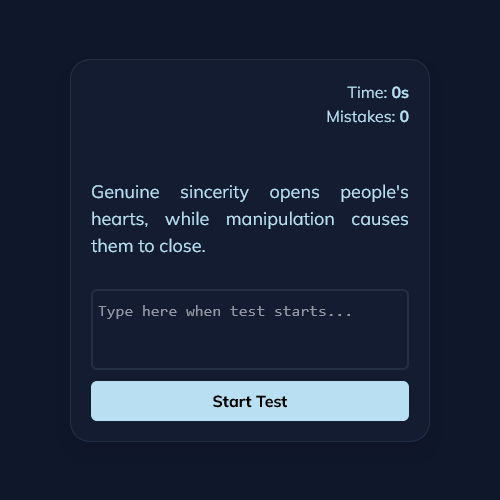 Time: 0s
Mistakes: 0
Genuine sincerity opens people's
hearts, while manipulation causes
them to close.
Type here when test starts...
Start Test